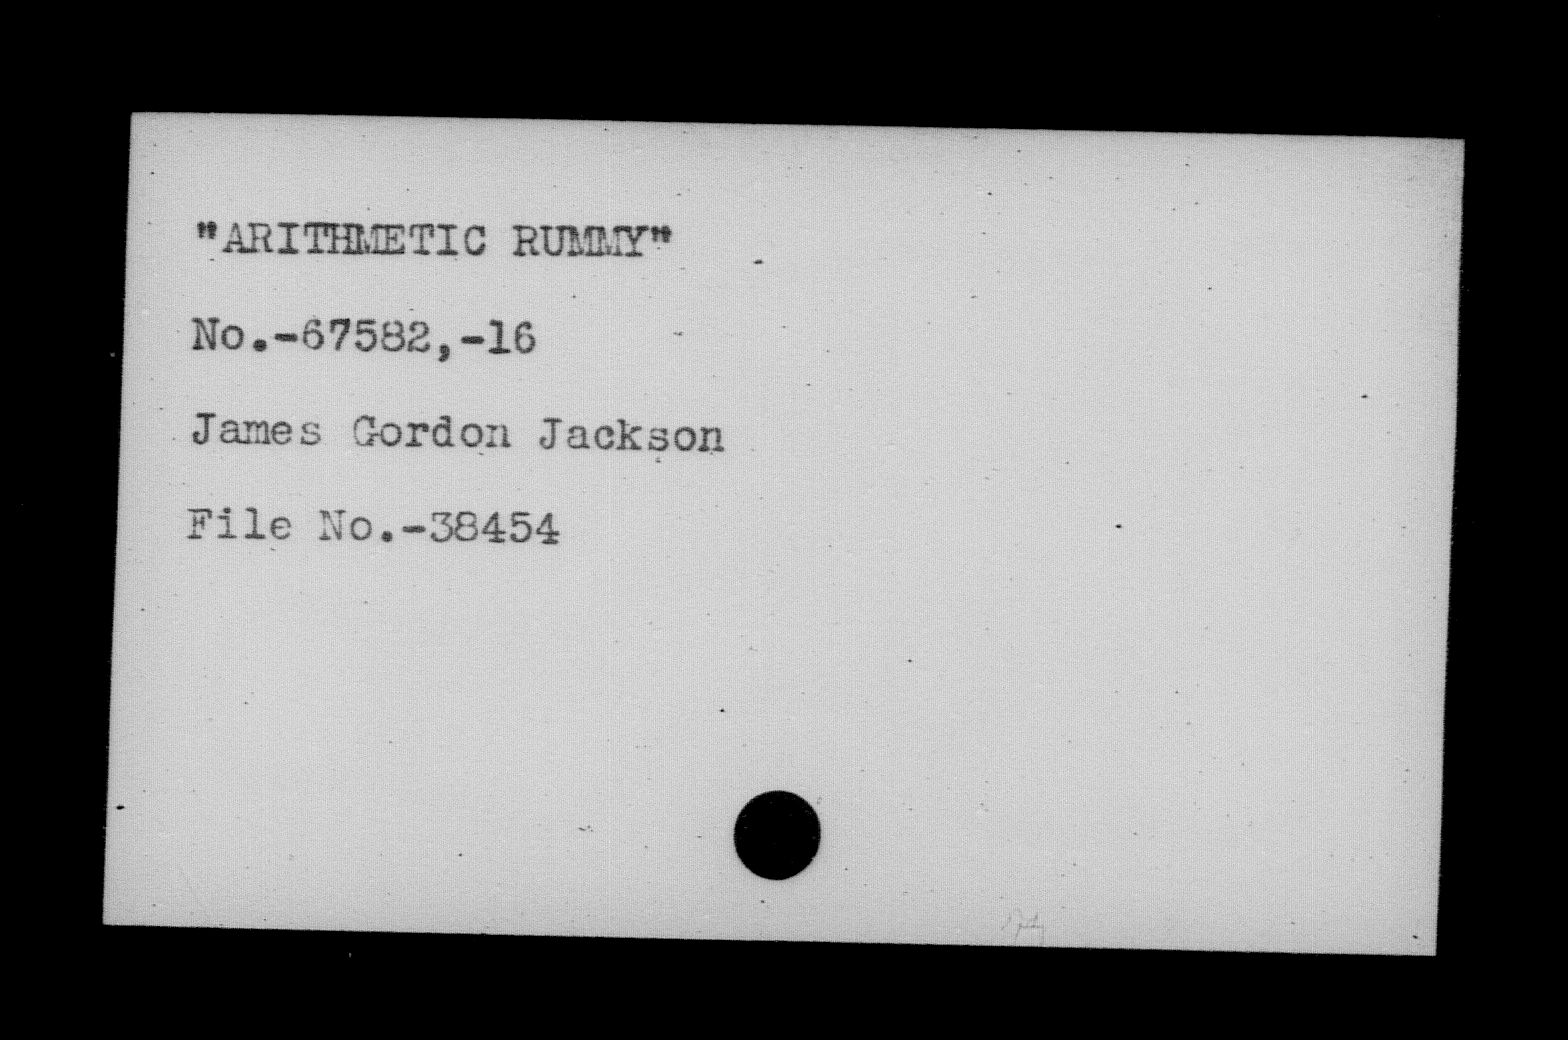 "ARITHMETIC RUMMY"
No.-67582,-16
James Gordon Jackson
File No.-38454